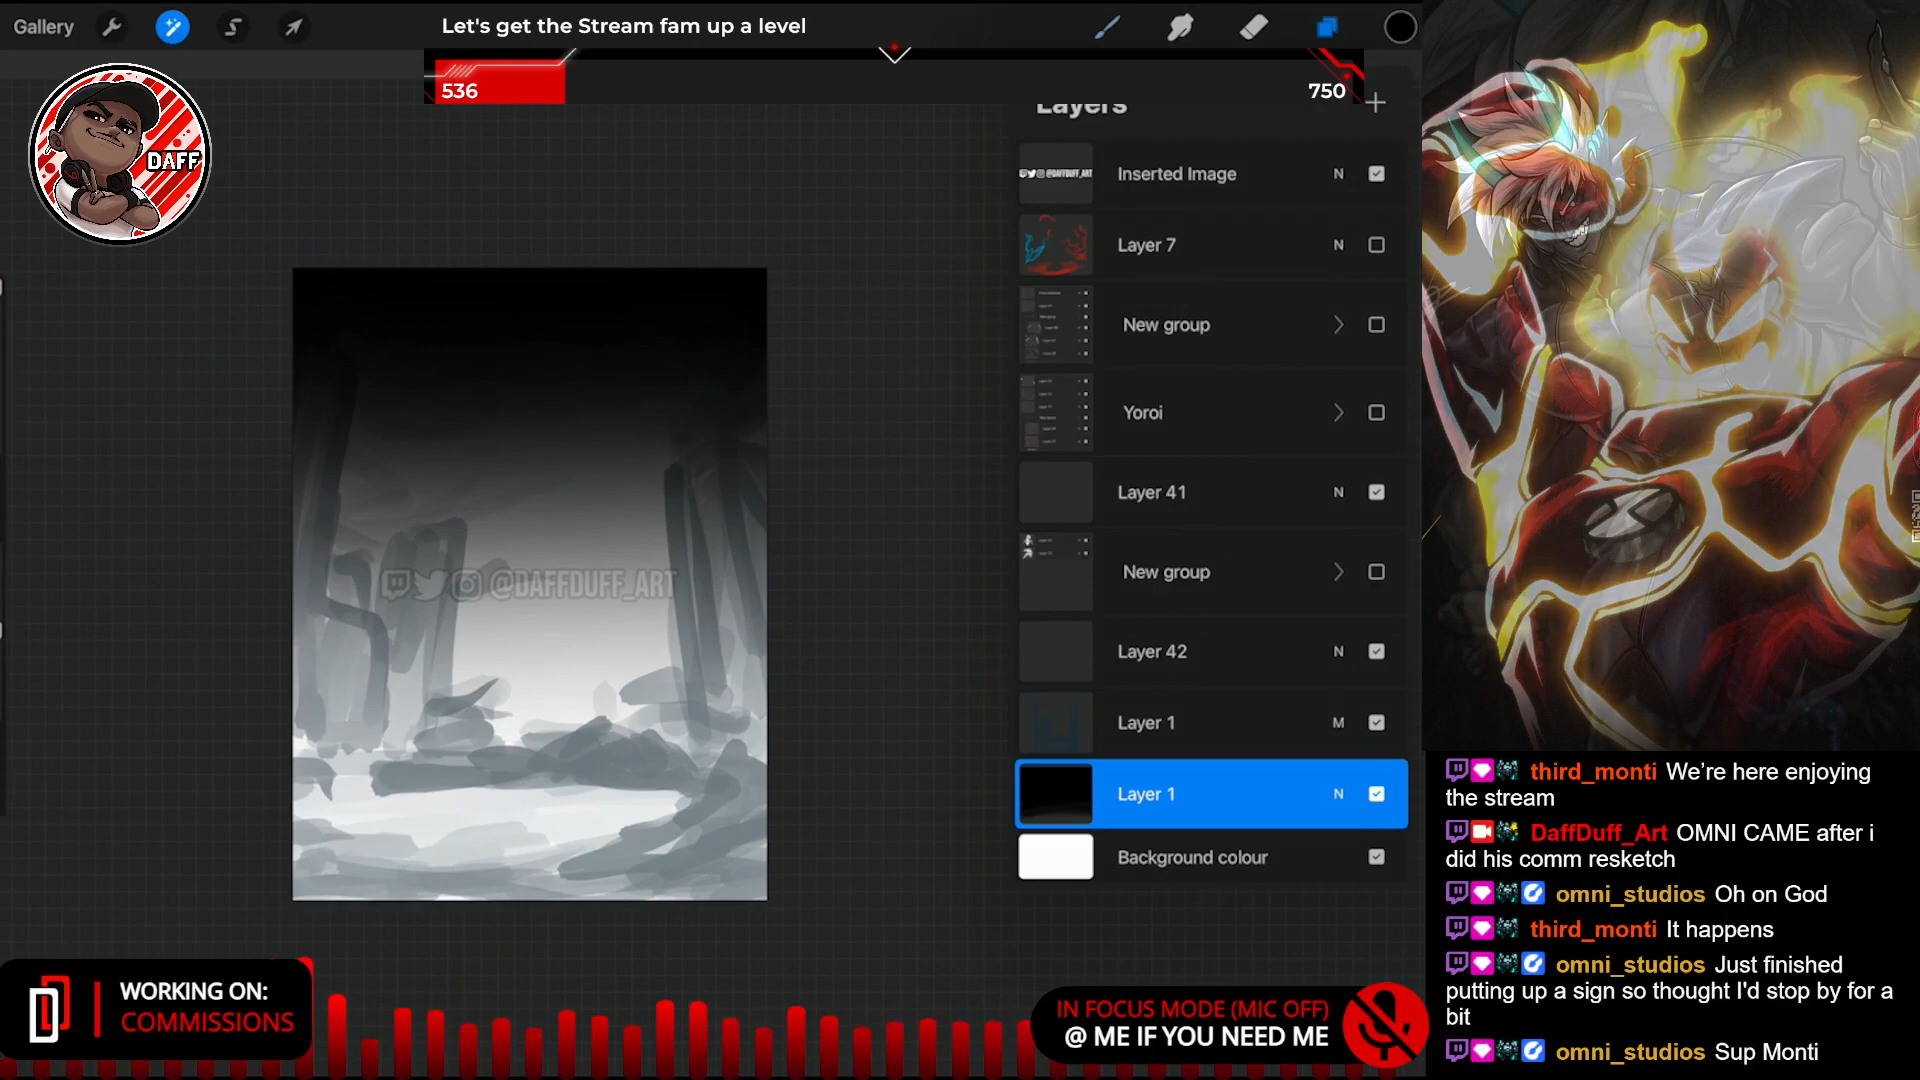 Gallery
Let's get the Stream fam up a level
536
750
DAFF
Layers
Inserted Image N
Layer 7 N
New group
Yoroi
Layer 41 N
New group
Layer 42 N
Layer 1 M
Layer 1 N
Background colour
@DAFFDUFF_ART
@DAFFDUFF_ART
WORKING ON:
COMMISSIONS
IN FOCUS MODE (MIC OFF)
@ ME IF YOU NEED ME
third_monti We’re here enjoying
the stream
DaffDuff_Art OMNI CAME after i
did his comm resketch
omni_studios Oh on God
third_monti It happens
omni_studios Just finished
putting up a sign so thought I'd stop by for a
bit
omni_studios Sup Monti